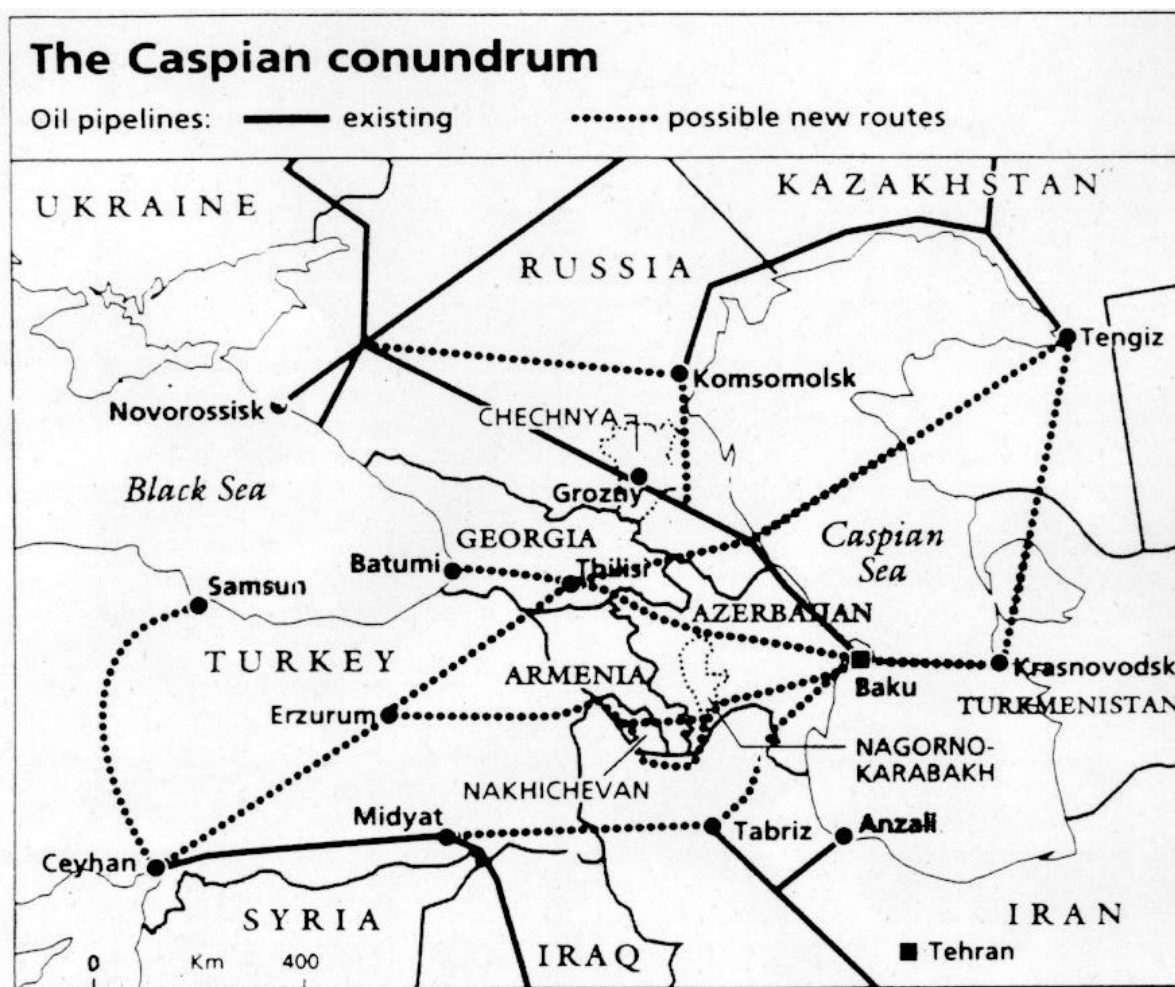 The Caspian conundrum
Oil pipelines: existing possible new routes
UKRAINE
KAZAKHSTAN
RUSSIA
Tengiz
Komsomolsk
Novorossisk
CHECHNYA
Black Sea
Grozny
GEORGIA
Caspian
Sea
Batumi
Tbilisi
Samsun
AZERBAIJAN
TURKEY
ARMENIA
Krasnovodsk
Baku
TURKMENISTAN
Erzurum
NAGORNO-
KARABAKH
NAKHICHEVAN
Midyat
Tabriz
Anzali
Ceyhan
SYRIA
IRAN
IRAQ
Tehran
0 Km 400